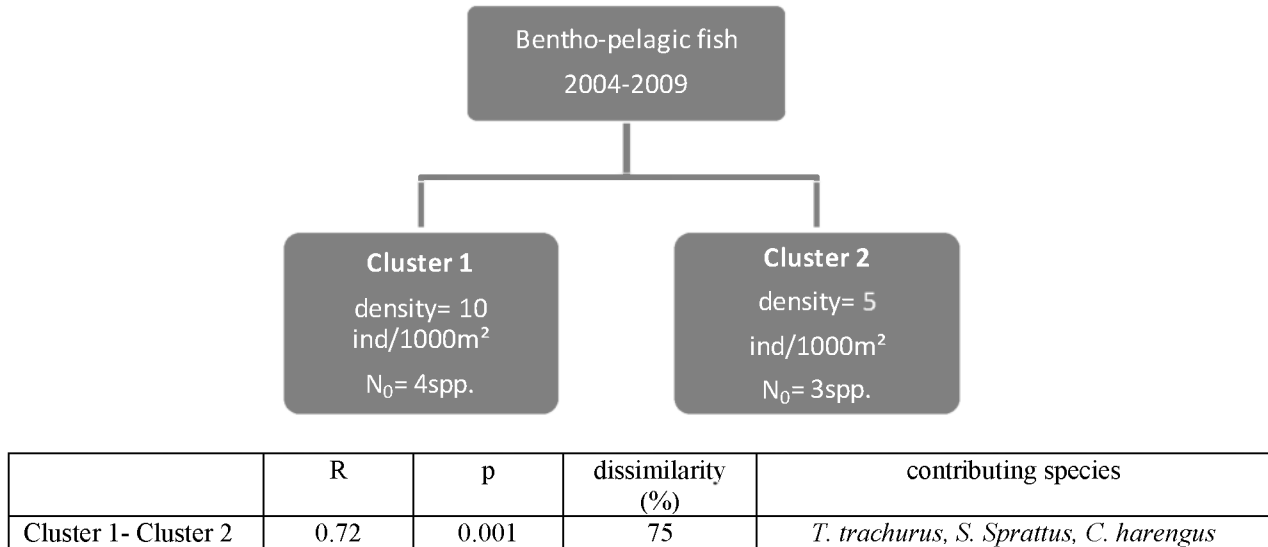 Bentho-pelagic fish
2004-2009
Cluster 1
density= 10
ind/1000m²
N₀= 4spp.
Cluster 2
density= 5
ind/1000m²
N₀= 3spp.
R p dissimilarity (%) contributing species
Cluster 1- Cluster 2 0.72 0.001 75 T. trachurus, S. Sprattus, C. harengus